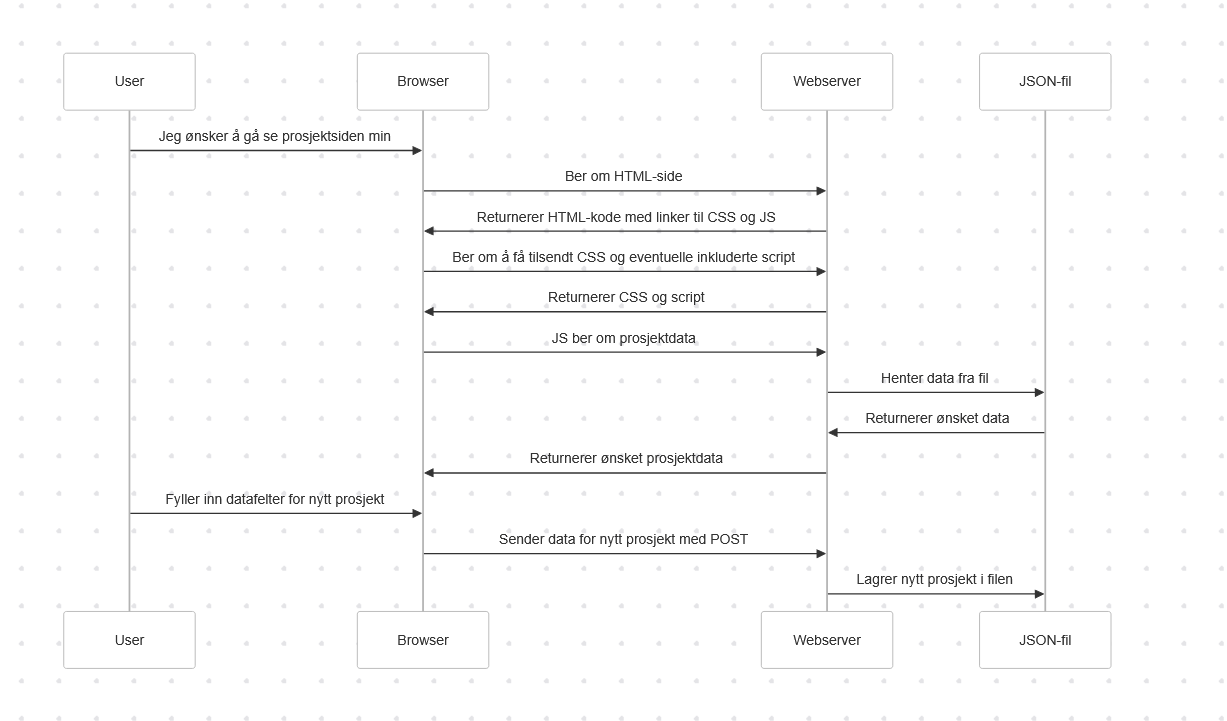 User
Browser
Webserver
JSON-fil
Jeg ønsker å gå se prosjektsiden min
Ber om HTML-side
Returnerer HTML-kode med linker til CSS og JS
Ber om å få tilsendt CSS og eventuelle inkluderte script
Returnerer CSS og script
JS ber om prosjektdata
Henter data fra fil
Returnerer ønsket data
Returnerer ønsket prosjektdata
Fyller inn datafelter for nytt prosjekt
Sender data for nytt prosjekt med POST
Lagrer nytt prosjekt i filen
User
Browser
Webserver
JSON-fil